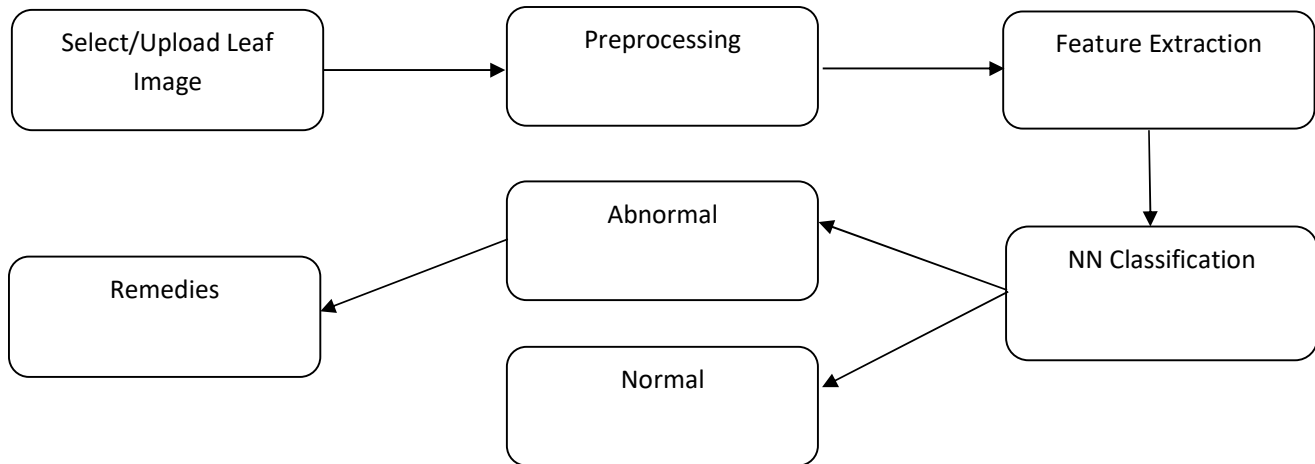 Select/Upload Leaf
Image
Preprocessing
Feature Extraction
NN Classification
Abnormal
Remedies
Normal